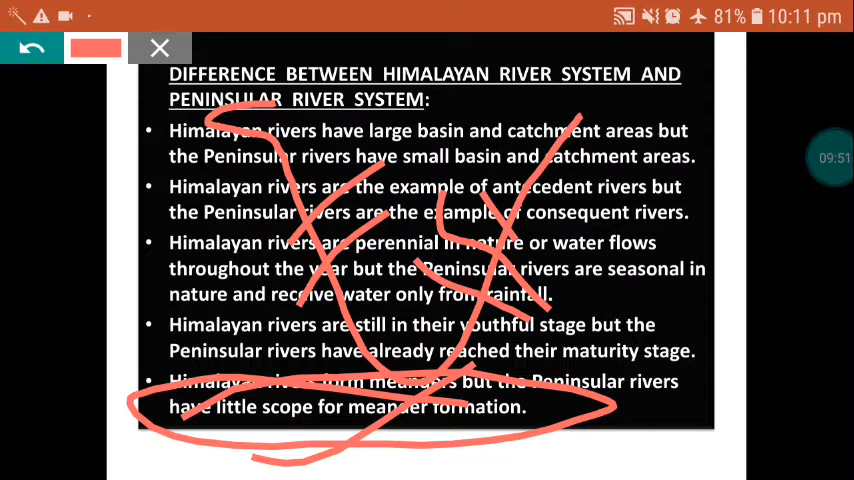 81% 10:11 pm
DIFFERENCE BETWEEN HIMALAYAN RIVER SYSTEM AND
PENINSULAR RIVER SYSTEM:
09:51
• Himalayan rivers have large basin and catchment areas but
the Peninsular rivers have small basin and catchment areas.
• Himalayan rivers are the example of antecedent rivers but
the Peninsular rivers are the example of consequent rivers.
• Himalayan rivers are perennial in nature or water flows
throughout the year but the Peninsular rivers are seasonal in
nature and receive water only from rainfall.
• Himalayan rivers are still in their youthful stage but the
Peninsular rivers have already reached their maturity stage.
• Himalayan rivers form meanders but the Peninsular rivers
have little scope for meander formation.